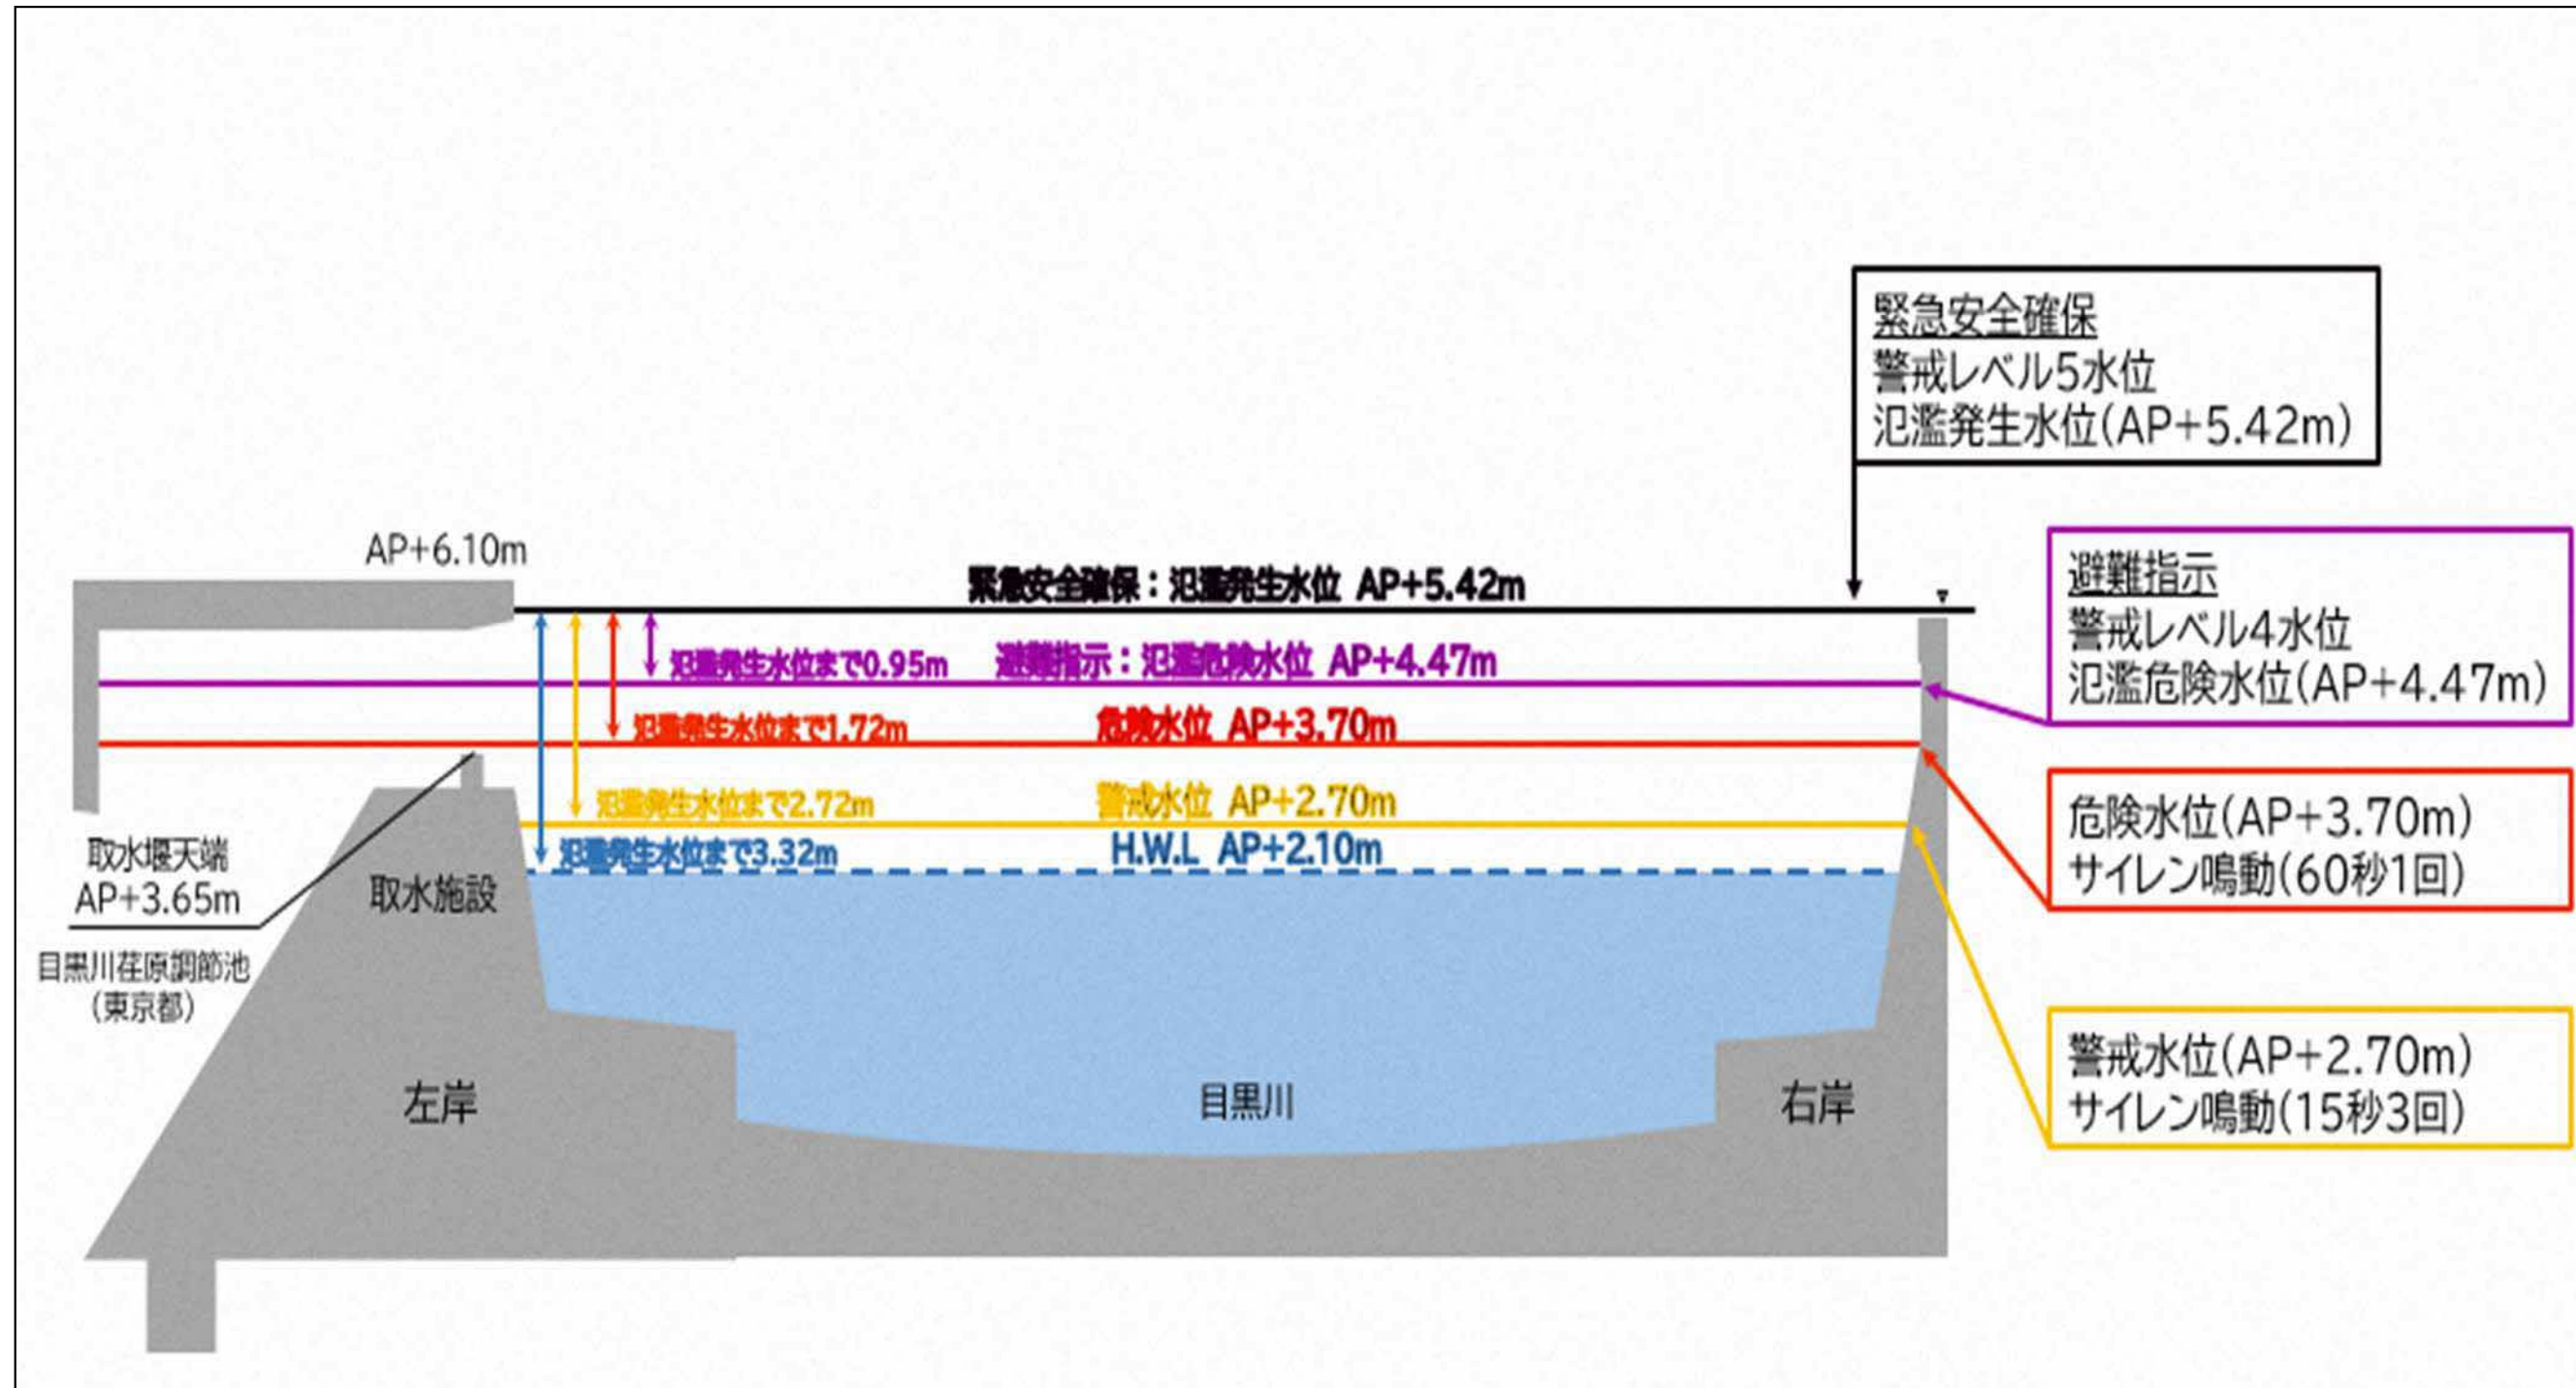 緊急安全確保
警戒レベル5水位
氾濫発生水位(AP+5.42m)
AP+6.10m
緊急安全確保：氾濫発生水位 AP+5.42m
避難指示
警戒レベル4水位
氾濫危険水位(AP+4.47m)
氾濫発生水位まで0.95m
避難指示：氾濫危険水位 AP+4.47m
氾濫発生水位まで1.72m
危険水位 AP+3.70m
危険水位(AP+3.70m)
サイレン鳴動(60秒1回)
氾濫発生水位まで2.72m
警戒水位 AP+2.70m
氾濫発生水位まで3.32m
H.W.L AP+2.10m
取水堰天端
AP+3.65m
取水施設
目黒川荏原調節池
(東京都)
警戒水位(AP+2.70m)
サイレン鳴動(15秒3回)
左岸
目黒川
右岸